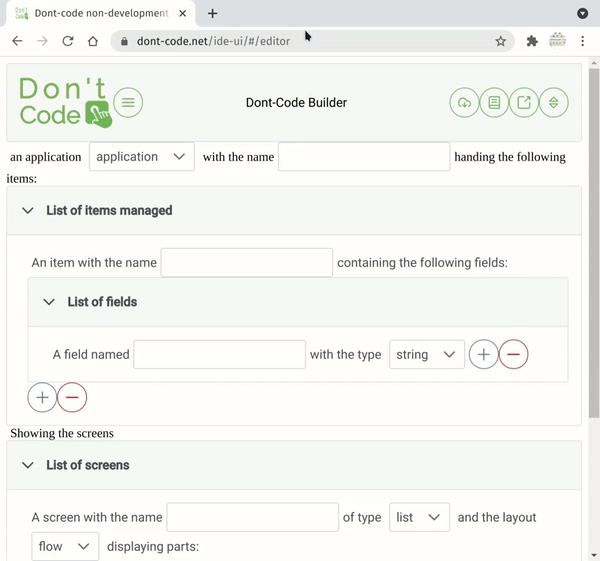 Dont-code non-development
dont-code.net/ide-ui/#/editor
Don't
Code
Dont-Code Builder
an application application with the name handing the following
items:
List of items managed
An item with the name containing the following fields:
List of fields
A field named with the type string
Showing the screens
List of screens
A screen with the name of type list and the layout
flow displaying parts: